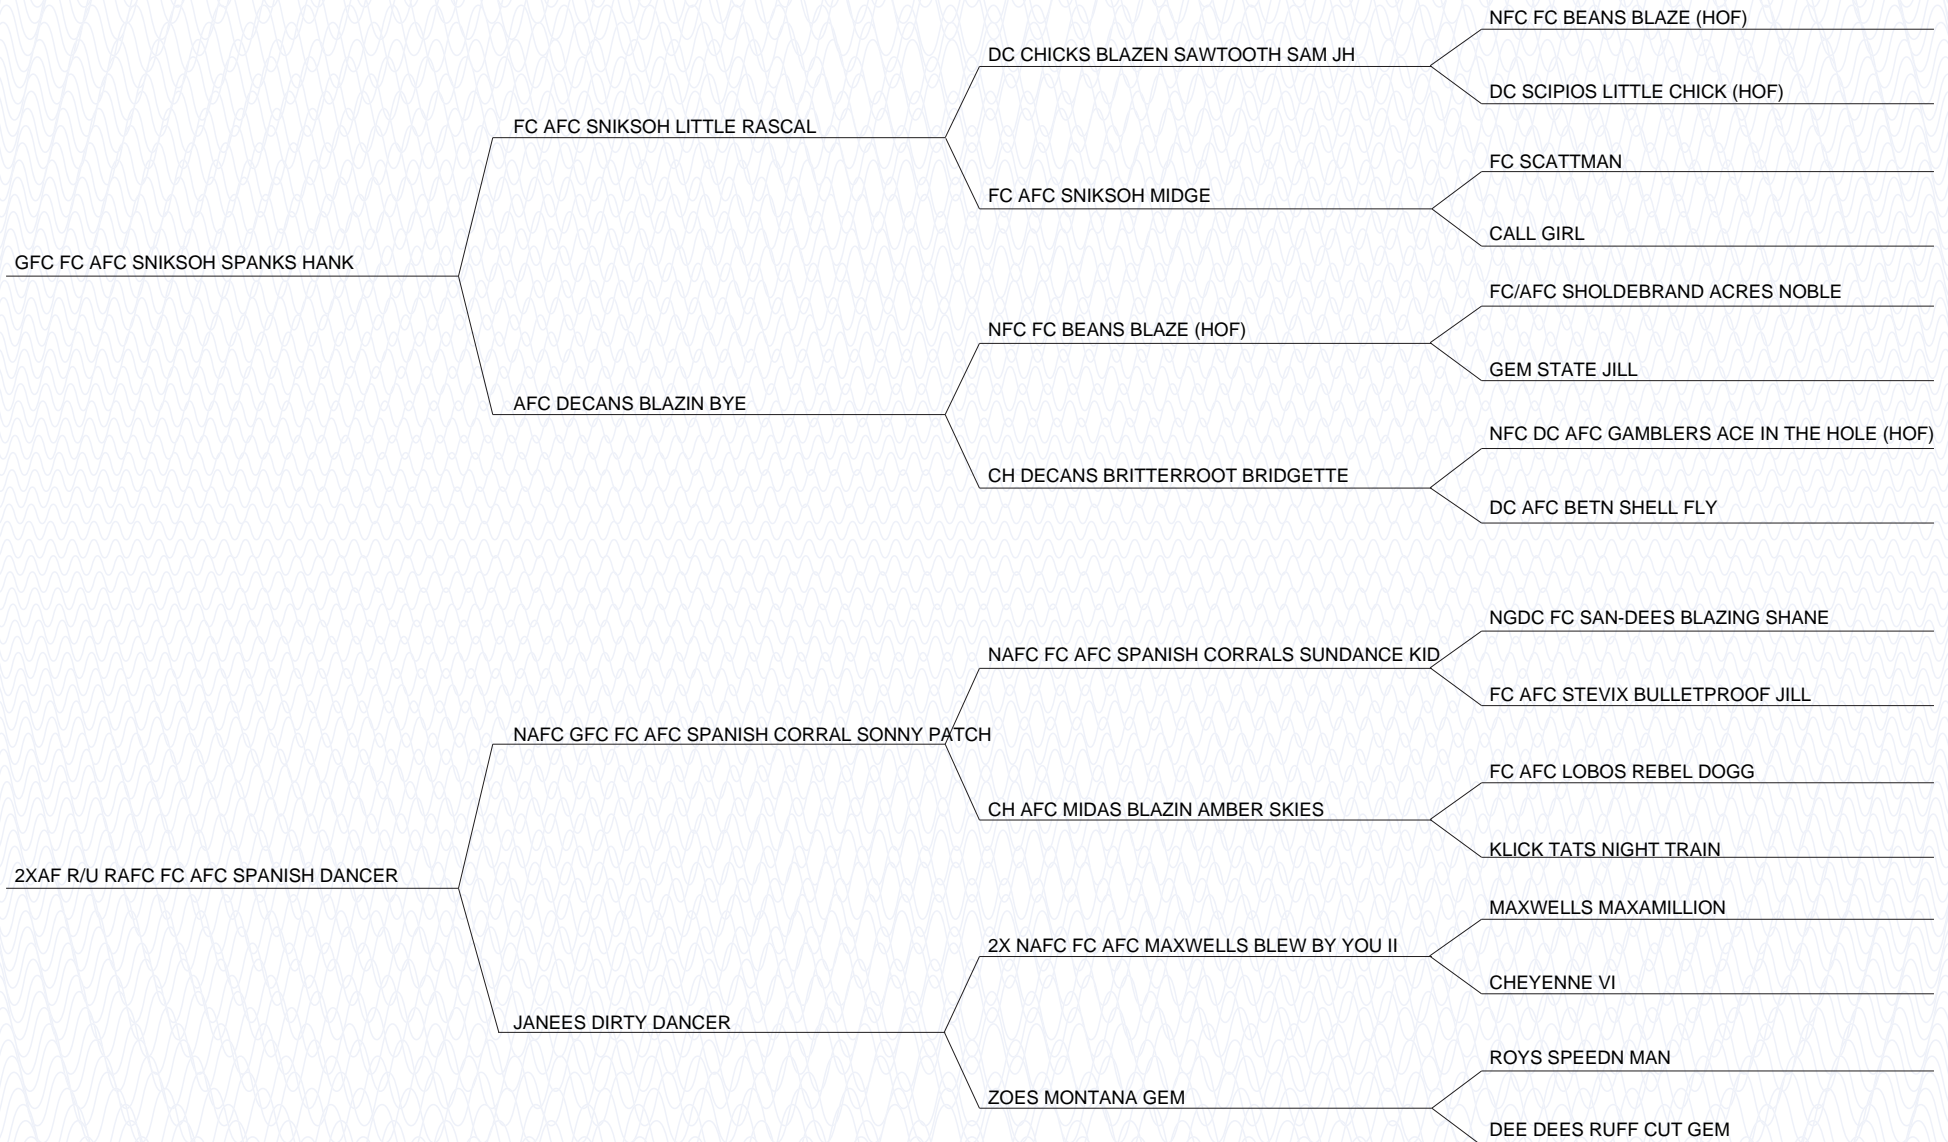 NFC FC BEANS BLAZE (HOF)
DC CHICKS BLAZEN SAWTOOTH SAM JH
DC SCIPIOS LITTLE CHICK (HOF)
FC AFC SNIKSOH LITTLE RASCAL
FC SCATTMAN
FC AFC SNIKSOH MIDGE
CALL GIRL
GFC FC AFC SNIKSOH SPANKS HANK
FC/AFC SHOLDEBRAND ACRES NOBLE
NFC FC BEANS BLAZE (HOF)
GEM STATE JILL
AFC DECANS BLAZIN BYE
NFC DC AFC GAMBLERS ACE IN THE HOLE (HOF)
CH DECANS BRITTERROOT BRIDGETTE
DC AFC BETN SHELL FLY
NGDC FC SAN-DEES BLAZING SHANE
NAFC FC AFC SPANISH CORRALS SUNDANCE KID
FC AFC STEVIX BULLETPROOF JILL
NAFC GFC FC AFC SPANISH CORRAL SONNY PATCH
FC AFC LOBOS REBEL DOGG
CH AFC MIDAS BLAZIN AMBER SKIES
KLICK TATS NIGHT TRAIN
2XAF R/U RAFC FC AFC SPANISH DANCER
MAXWELLS MAXAMILLION
2X NAFC FC AFC MAXWELLS BLEW BY YOU II
CHEYENNE VI
JANEES DIRTY DANCER
ROYS SPEEDN MAN
ZOES MONTANA GEM
DEE DEES RUFF CUT GEM